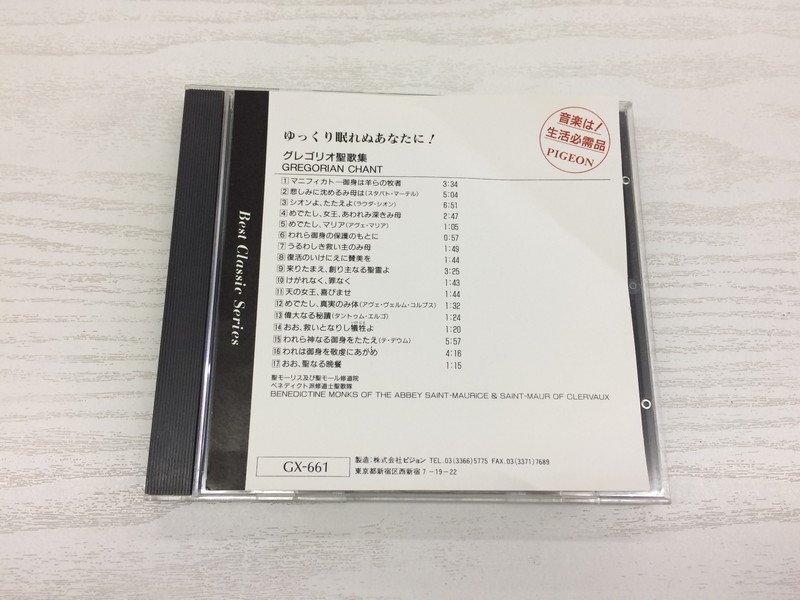 ゆっくり眠れぬあなたに!
音楽は!
生活必需品
PIGEON
グレゴリオ聖歌集
GREGORIAN CHANT
1 マニフィカト—御身は羊らの牧者 3:34
2 悲しみに沈めるみ母は(スタバト・マーテル) 5:04
3 シオンよ、たたえよ(ラウダ・シオン) 6:51
4 めでたし、女王、あわれみ深きみ母 2:47
5 めでたし、マリア(アヴェ・マリア) 1:05
6 われら御身の保護のもとに 0:57
7 うるわしき救い主のみ母 1:49
8 復活のいけにえに賛美を 1:44
9 来りたまえ、創り主なる聖霊よ 3:25
10 けがれなく、罪なく 1:43
11 天の女王、喜びませ 1:44
12 めでたし、真実のみ体(アヴェ・ヴェルム・コルプス) 1:32
13 偉大なる秘蹟(タントゥム・エルゴ) 1:24
14 おお、救いとなりし犠牲よ 1:20
15 われら神なる御身をたたえ(テ・デウム) 5:57
16 われは御身を敬虔にあがめ 4:16
17 おお、聖なる晩餐 1:15
聖モーリス及び聖モール修道院
ベネディクト派修道士聖歌隊
BENEDICTINE MONKS OF THE ABBEY SAINT-MAURICE & SAINT-MAUR OF CLERVAUX
GX-661
製造:株式会社ピジョン TEL.03(3366)5775 FAX.03(3371)7689
東京都新宿区西新宿7-19-22
Best Classic Series